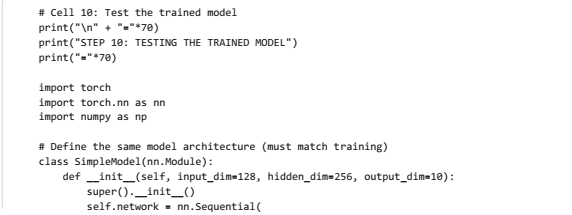 # Cell 10: Test the trained model
print("\n" + "="*70)
print("STEP 10: TESTING THE TRAINED MODEL")
print("="*70)

import torch
import torch.nn as nn
import numpy as np

# Define the same model architecture (must match training)
class SimpleModel(nn.Module):
    def __init__(self, input_dim=128, hidden_dim=256, output_dim=10):
        super().__init__()
        self.network = nn.Sequential(